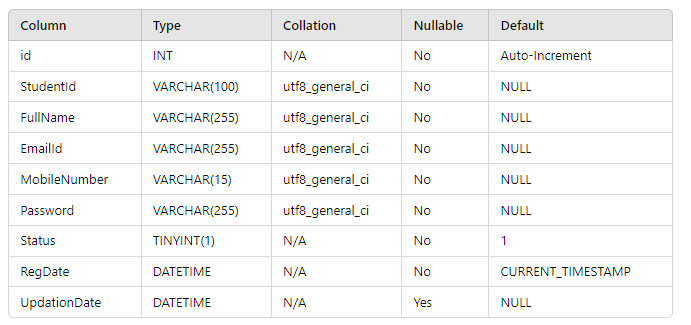 Column Type Collation Nullable Default
id INT N/A No Auto-Increment
StudentId VARCHAR(100) utf8_general_ci No NULL
FullName VARCHAR(255) utf8_general_ci No NULL
EmailId VARCHAR(255) utf8_general_ci No NULL
MobileNumber VARCHAR(15) utf8_general_ci No NULL
Password VARCHAR(255) utf8_general_ci No NULL
Status TINYINT(1) N/A No 1
RegDate DATETIME N/A No CURRENT_TIMESTAMP
UpdationDate DATETIME N/A Yes NULL